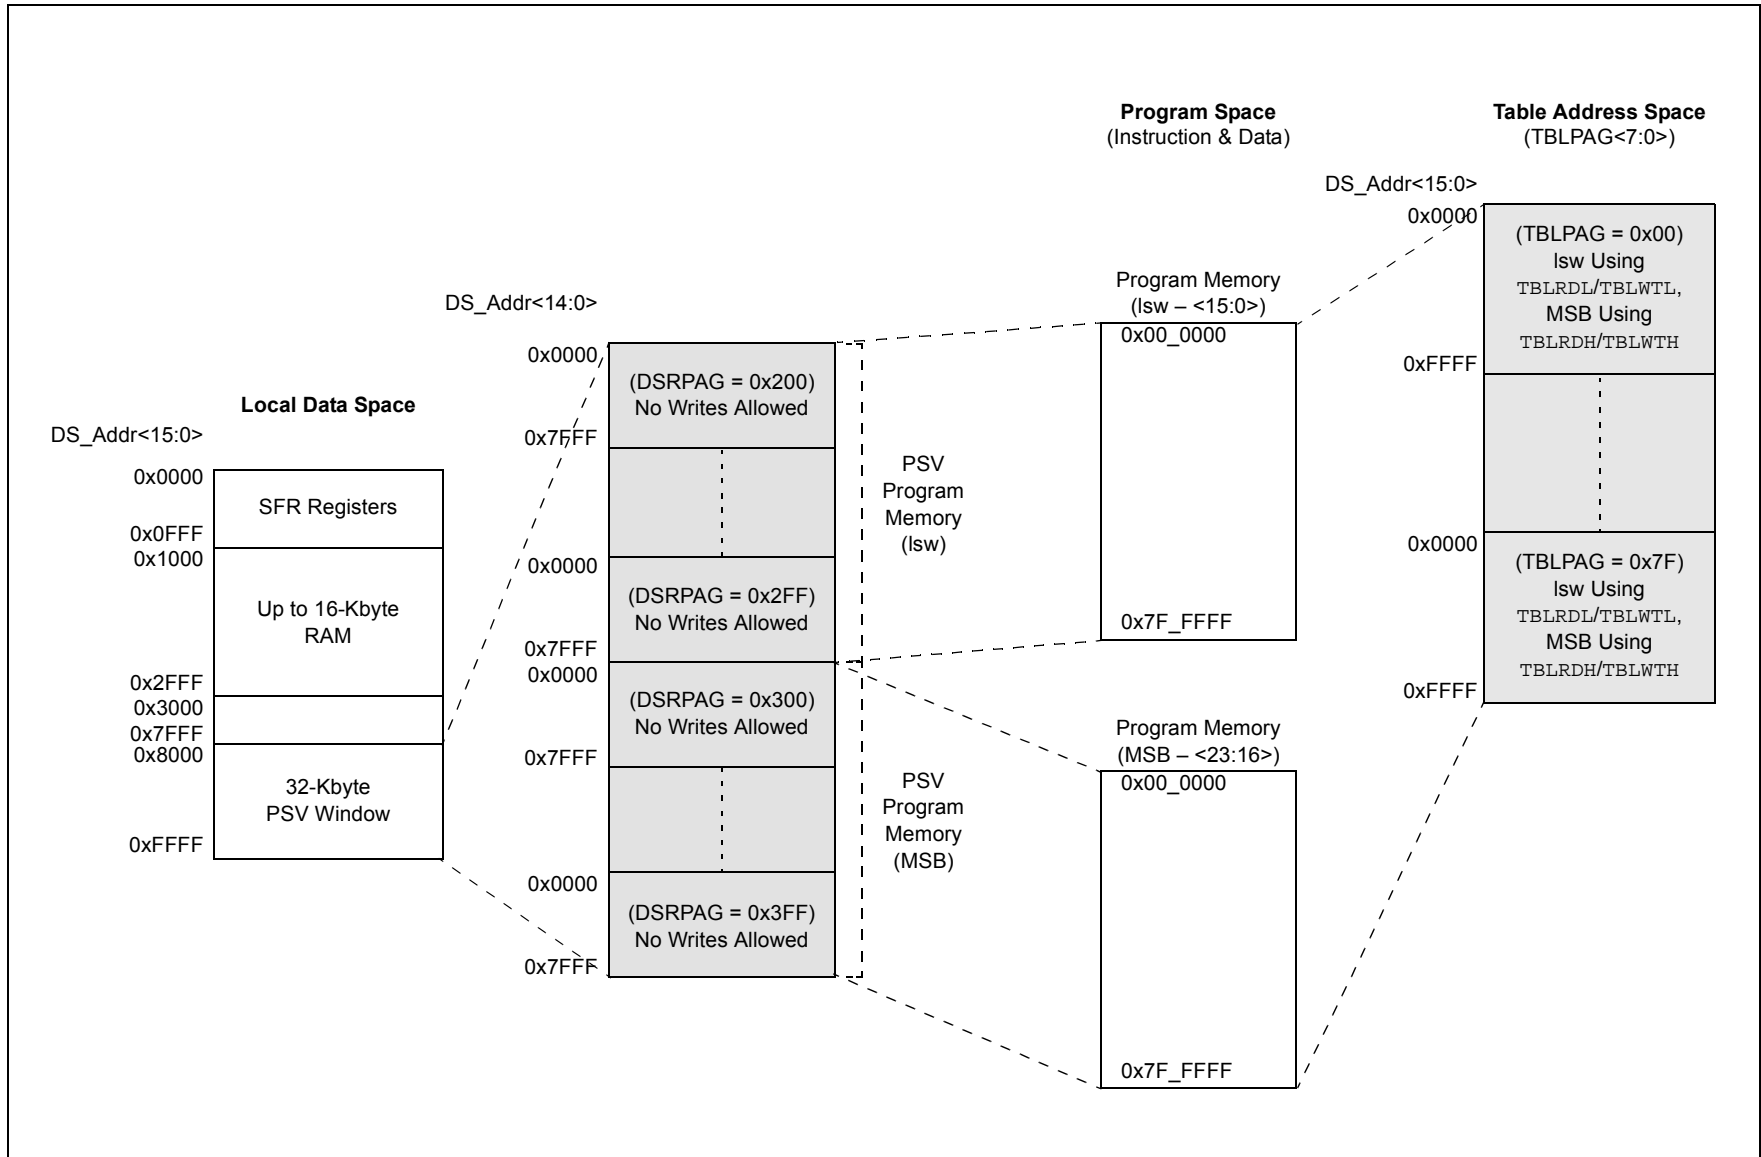 Local Data Space
DS_Addr<15:0>
0x0000
SFR Registers
0x0FFF
0x1000
Up to 16-Kbyte
RAM
0x2FFF
0x3000
0x7FFF
0x8000
32-Kbyte
PSV Window
0xFFFF
DS_Addr<14:0>
0x0000
(DSRPAG = 0x200)
No Writes Allowed
0x7FFF
0x0000
(DSRPAG = 0x2FF)
No Writes Allowed
0x7FFF
0x0000
(DSRPAG = 0x300)
No Writes Allowed
0x7FFF
0x0000
(DSRPAG = 0x3FF)
No Writes Allowed
0x7FFF
PSV
Program
Memory
(lsw)
PSV
Program
Memory
(MSB)
Program Space
(Instruction & Data)
Program Memory
(lsw – <15:0>)
0x00_0000
0x7F_FFFF
Program Memory
(MSB – <23:16>)
0x00_0000
0x7F_FFFF
Table Address Space
(TBLPAG<7:0>)
DS_Addr<15:0>
0x0000
(TBLPAG = 0x00)
lsw Using
TBLRDL/TBLWTL,
MSB Using
TBLRDH/TBLWTH
0xFFFF
0x0000
(TBLPAG = 0x7F)
lsw Using
TBLRDL/TBLWTL,
MSB Using
TBLRDH/TBLWTH
0xFFFF